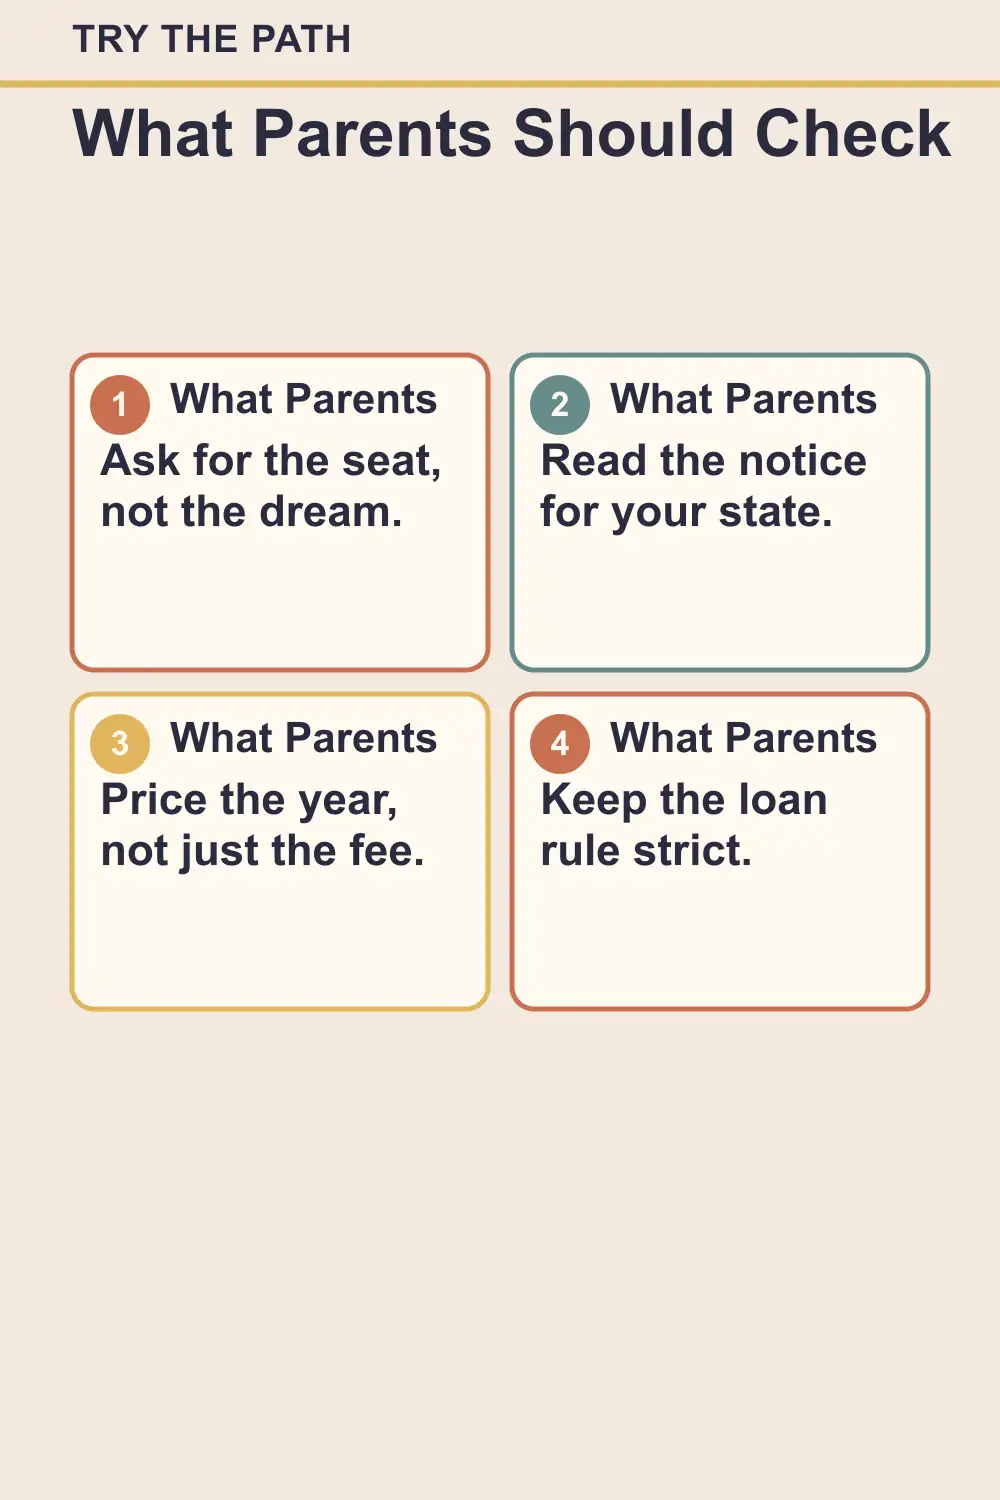 TRY THE PATH
What Parents Should Check
1 What Parents
Ask for the seat,
not the dream.
2 What Parents
Read the notice
for your state.
3 What Parents
Price the year,
not just the fee.
4 What Parents
Keep the loan
rule strict.